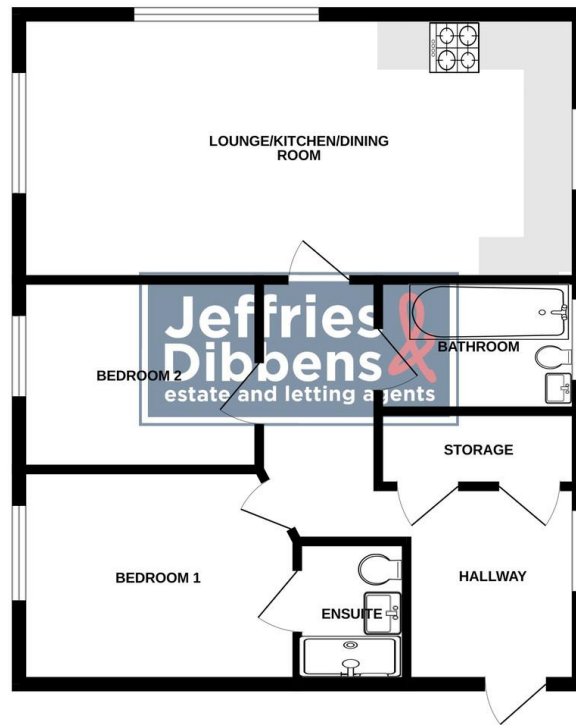 LOUNGE/KITCHEN/DINING
ROOM
Jeffries &
Dibbens
estate and letting agents
BEDROOM 2
BATHROOM
STORAGE
BEDROOM 1
HALLWAY
ENSUITE